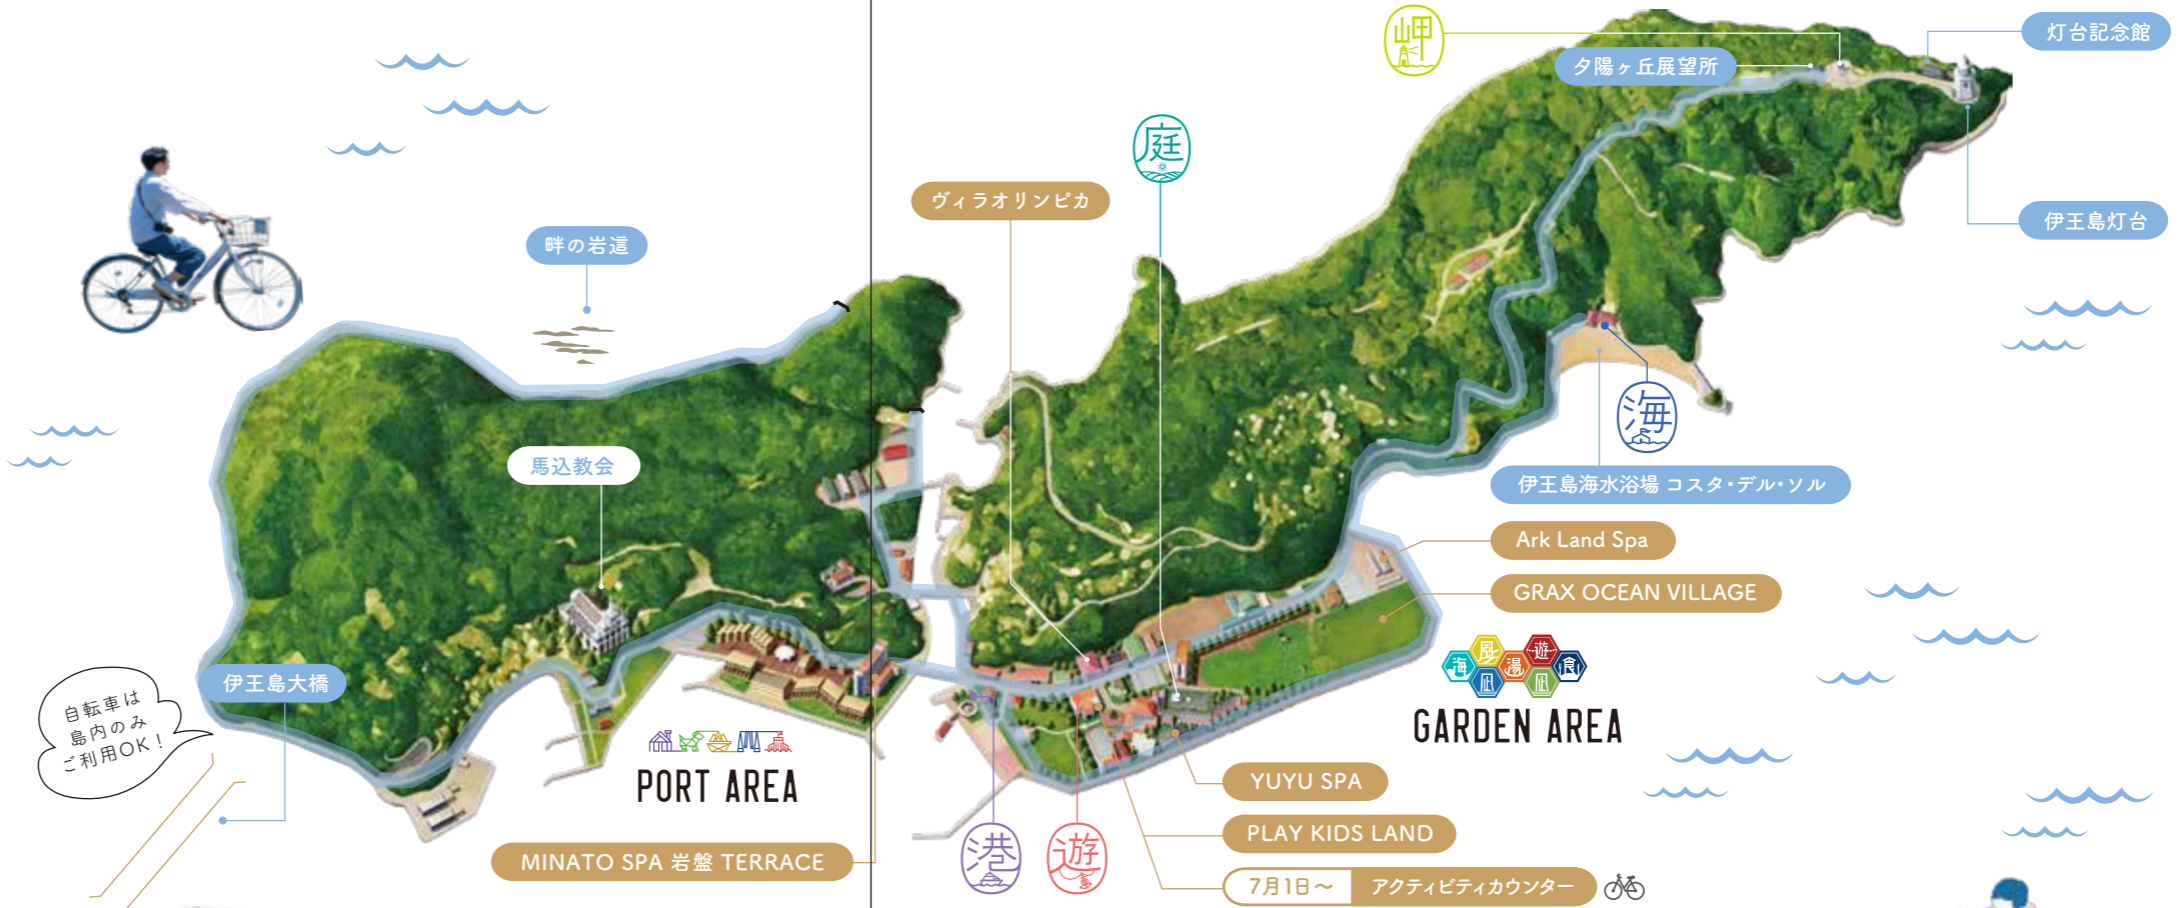 岬
灯台記念館
夕陽ヶ丘展望所
庭
ヴィラオリンピカ
伊王島灯台
畔の岩這
海
馬込教会
伊王島海水浴場 コスタ・デル・ソル
Ark Land Spa
GRAX OCEAN VILLAGE
風 遊
海 湯 食
凪 凪
GARDEN AREA
伊王島大橋
自転車は
島内のみ
ご利用OK!
PORT AREA
YUYU SPA
PLAY KIDS LAND
MINATO SPA 岩盤 TERRACE
港
遊
7月1日~ アクティビティカウンター